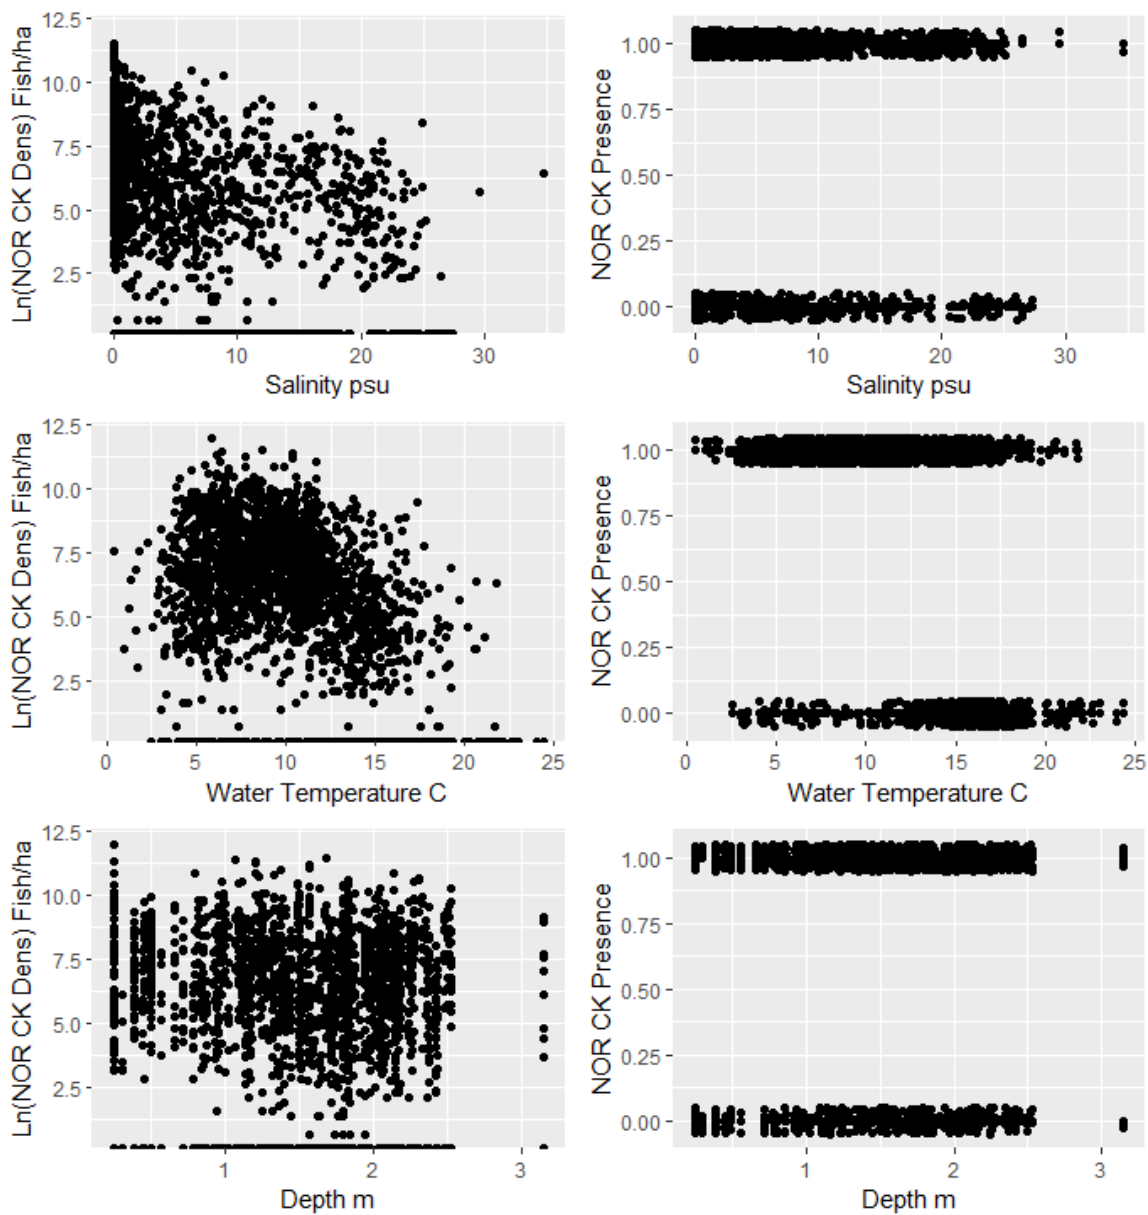 12.5
10.0
7.5
5.0
2.5
Ln(NOR CK Dens) Fish/ha
0 10 20 30
Salinity psu
1.00
0.75
0.50
0.25
0.00
NOR CK Presence
0 10 20 30
Salinity psu
12.5
10.0
7.5
5.0
2.5
Ln(NOR CK Dens) Fish/ha
0 5 10 15 20 25
Water Temperature C
1.00
0.75
0.50
0.25
0.00
NOR CK Presence
0 5 10 15 20 25
Water Temperature C
12.5
10.0
7.5
5.0
2.5
Ln(NOR CK Dens) Fish/ha
1 2 3
Depth m
1.00
0.75
0.50
0.25
0.00
NOR CK Presence
1 2 3
Depth m